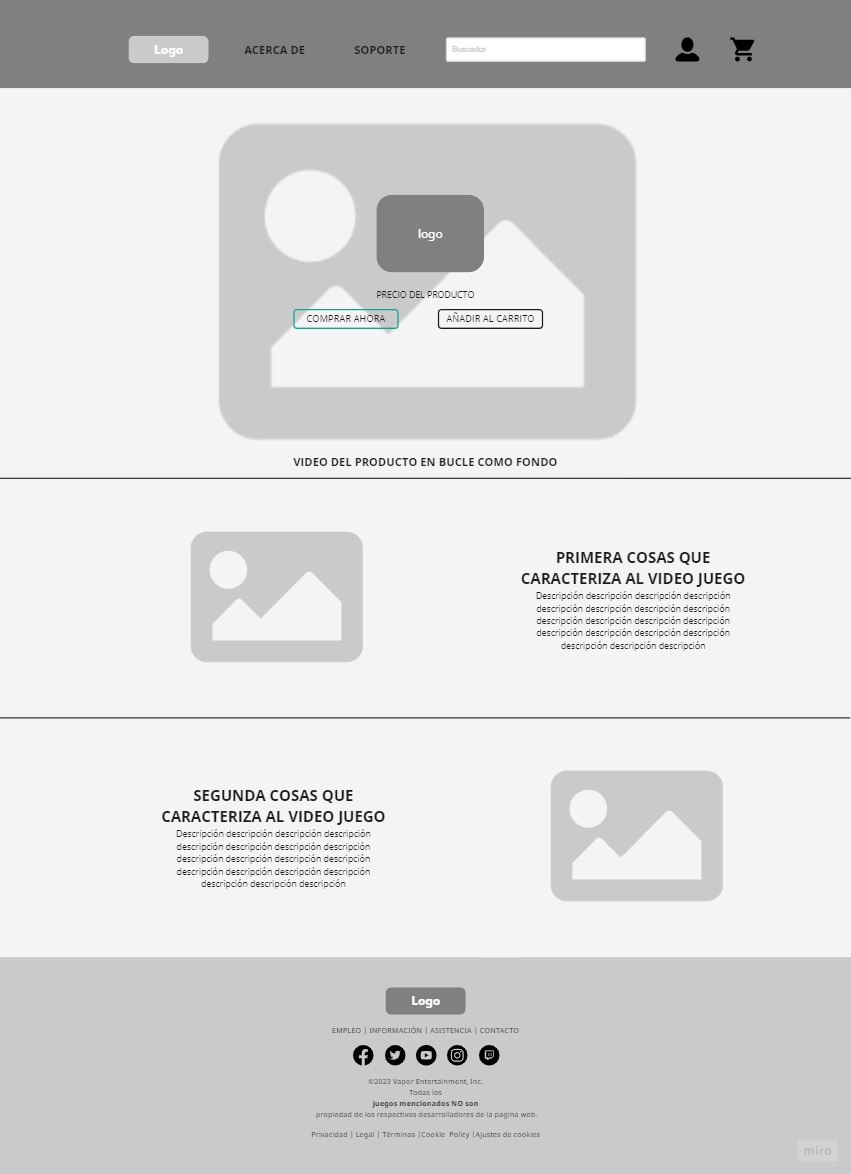 Logo
ACERCA DE
SOPORTE
Buscador
logo
PRECIO DEL PRODUCTO
COMPRAR AHORA
AÑADIR AL CARRITO
VIDEO DEL PRODUCTO EN BUCLE COMO FONDO
PRIMERA COSAS QUE
CARACTERIZA AL VIDEO JUEGO
Descripción descripción descripción descripción
descripción descripción descripción descripción
descripción descripción descripción descripción
descripción descripción descripción descripción
descripción descripción descripción
SEGUNDA COSAS QUE
CARACTERIZA AL VIDEO JUEGO
Descripción descripción descripción descripción
descripción descripción descripción descripción
descripción descripción descripción descripción
descripción descripción descripción descripción
descripción descripción descripción
Logo
EMPLEO | INFORMACIÓN | ASISTENCIA | CONTACTO
©2023 Vapor Entertainment, Inc.
Todas los
juegos mencionados NO son
propiedad de los respectivos desarrolladores de la pagina web.
Privacidad | Legal | Términos |Cookie Policy |Ajustes de cookies
miro